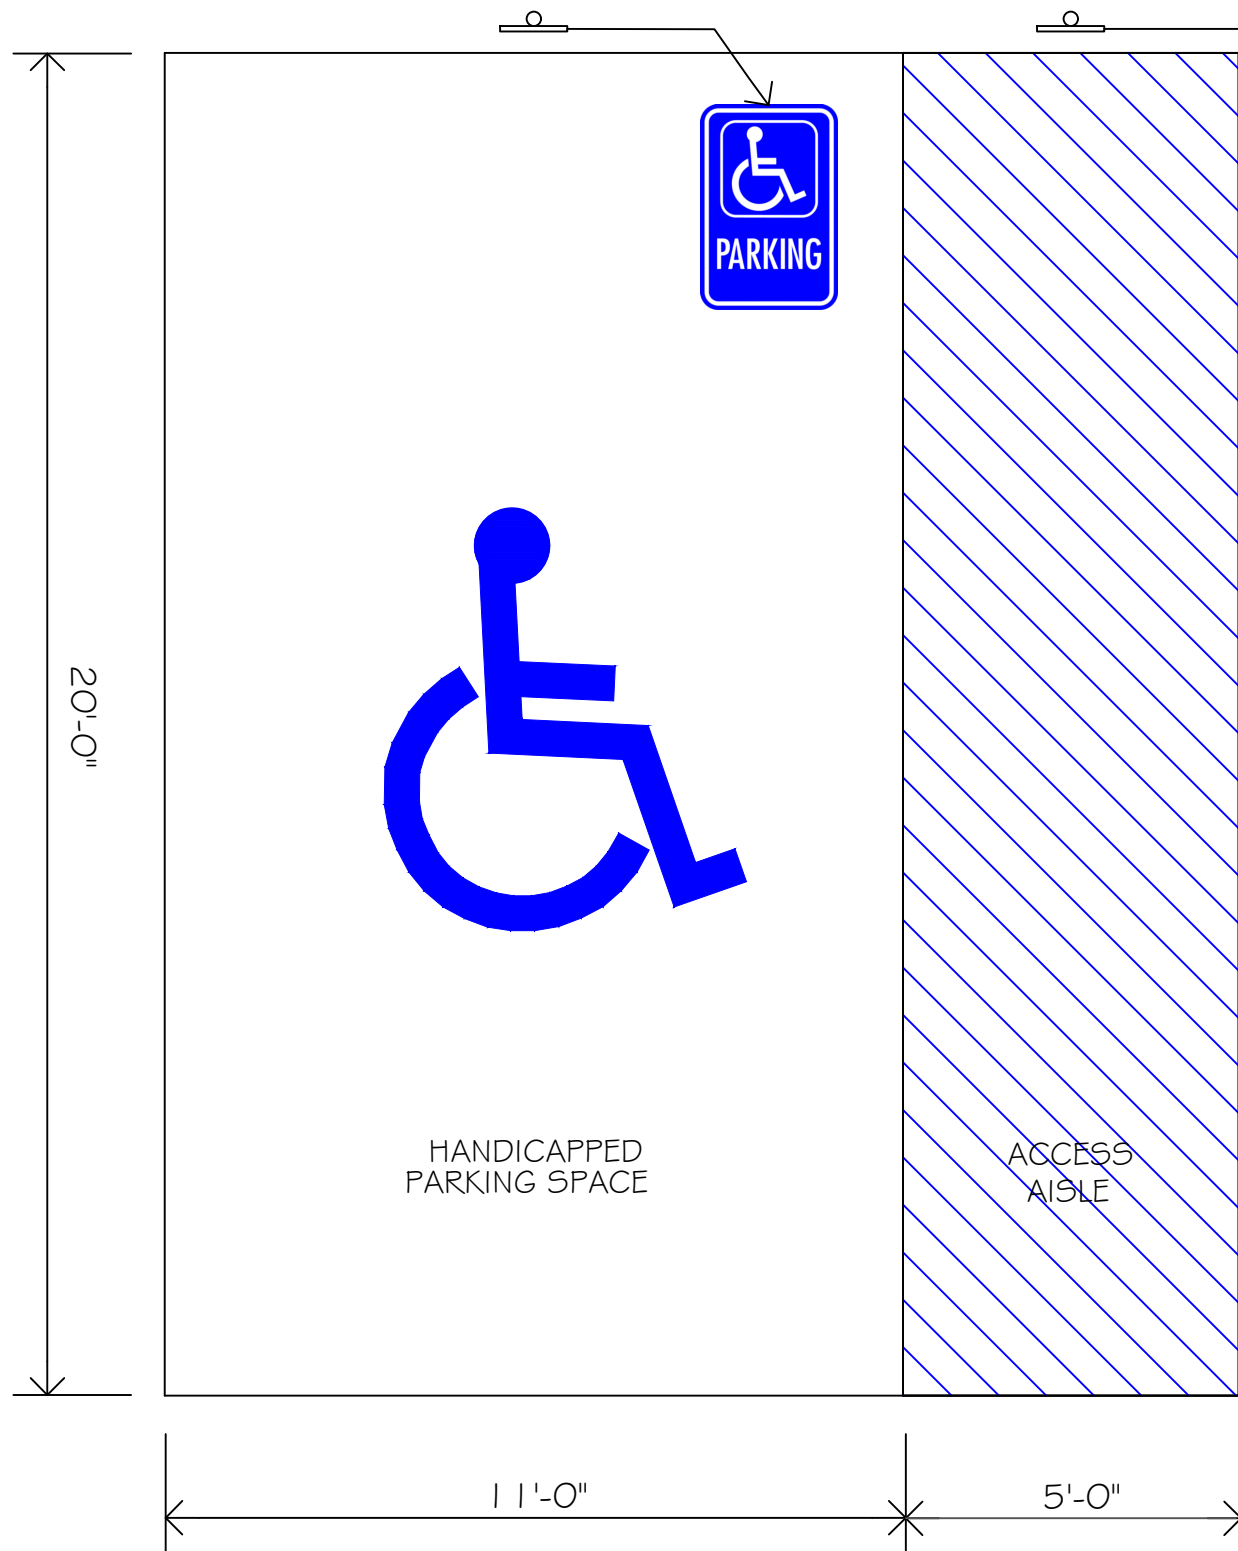 PARKING
20'-0"
HANDICAPPED
PARKING SPACE
ACCESS
AISLE
11'-0"
5'-0"